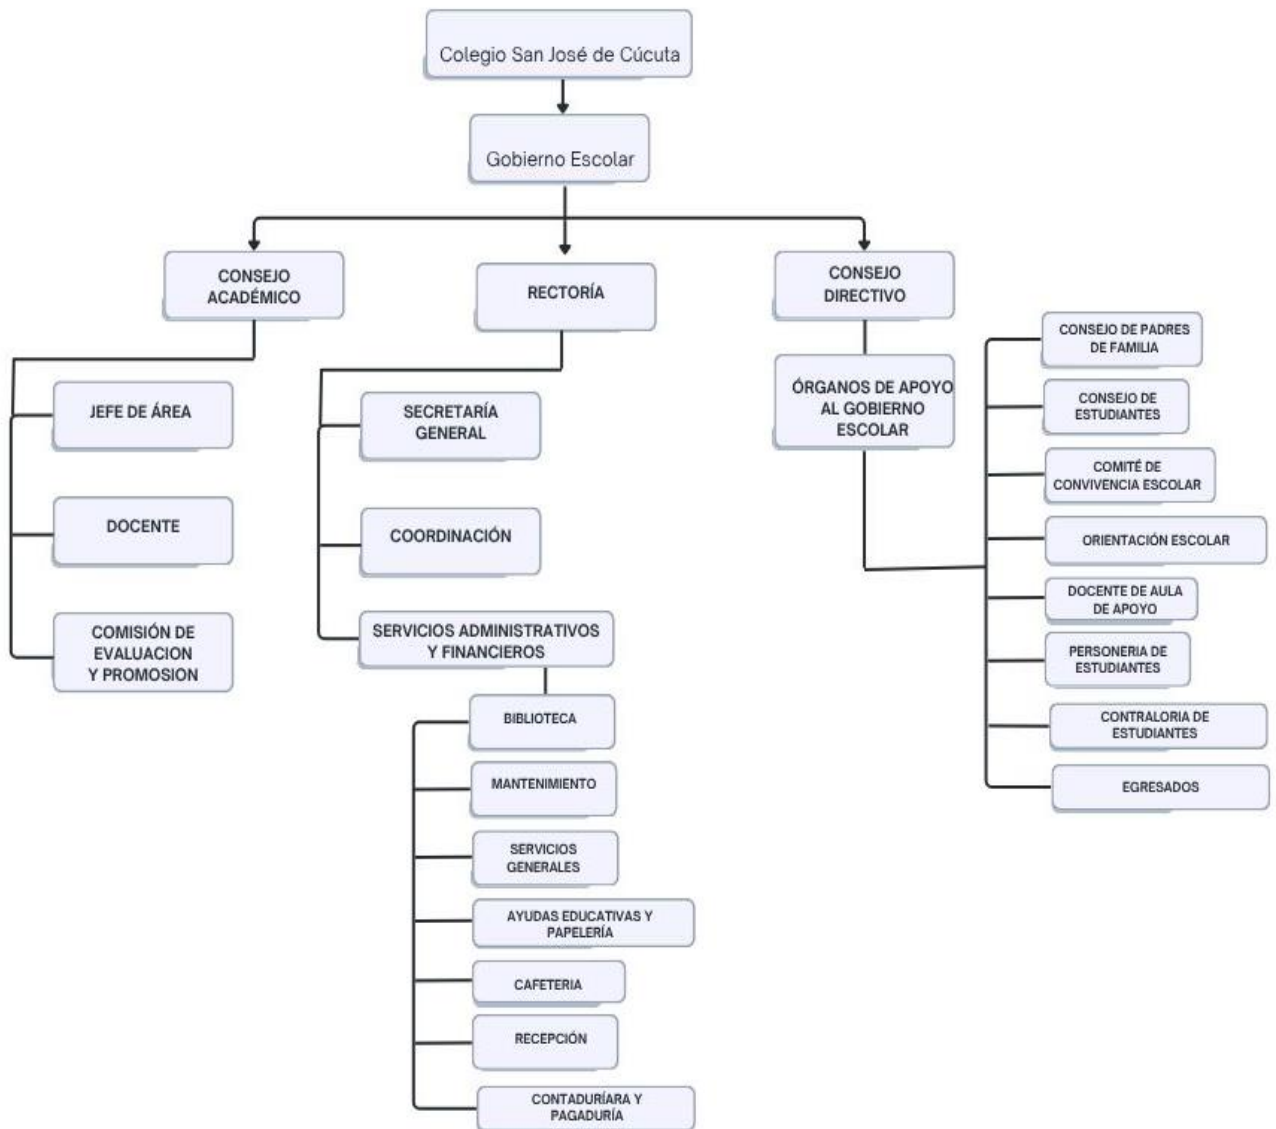 Colegio San José de Cúcuta
Gobierno Escolar
CONSEJO
ACADÉMICO
RECTORÍA
CONSEJO
DIRECTIVO
JEFE DE ÁREA
DOCENTE
COMISIÓN DE
EVALUACION
Y PROMOSION
SECRETARÍA
GENERAL
COORDINACIÓN
SERVICIOS ADMINISTRATIVOS
Y FINANCIEROS
BIBLIOTECA
MANTENIMIENTO
SERVICIOS
GENERALES
AYUDAS EDUCATIVAS Y
PAPELERÍA
CAFETERIA
RECEPCIÓN
CONTADURÍARA Y
PAGADURÍA
ÓRGANOS DE APOYO
AL GOBIERNO
ESCOLAR
CONSEJO DE PADRES
DE FAMILIA
CONSEJO DE
ESTUDIANTES
COMITÉ DE
CONVIVENCIA ESCOLAR
ORIENTACIÓN ESCOLAR
DOCENTE DE AULA
DE APOYO
PERSONERIA DE
ESTUDIANTES
CONTRALORIA DE
ESTUDIANTES
EGRESADOS